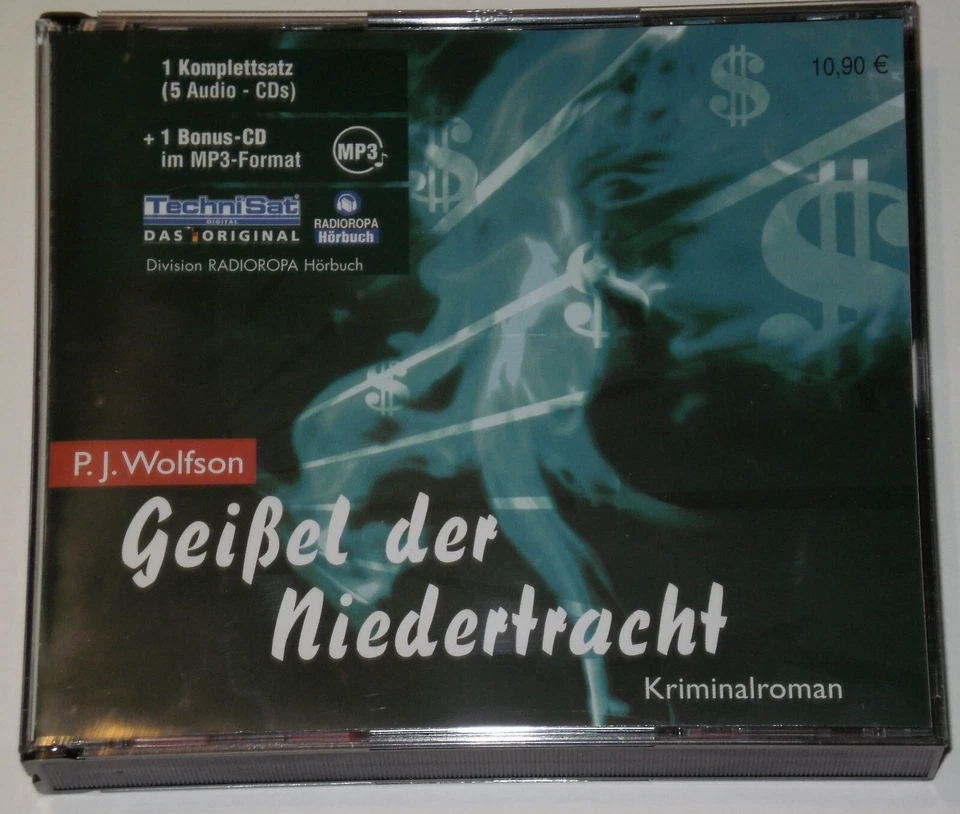 1 Komplettsatz
(5 Audio - CDs)
10,90 €
+ 1 Bonus-CD
im MP3-Format
MP3
TechniSat
DIGITAL
DAS ORIGINAL
RADIOROPA
Hörbuch
Division RADIOROPA Hörbuch
P. J. Wolfson
Geißel der
Niedertracht
Kriminalroman